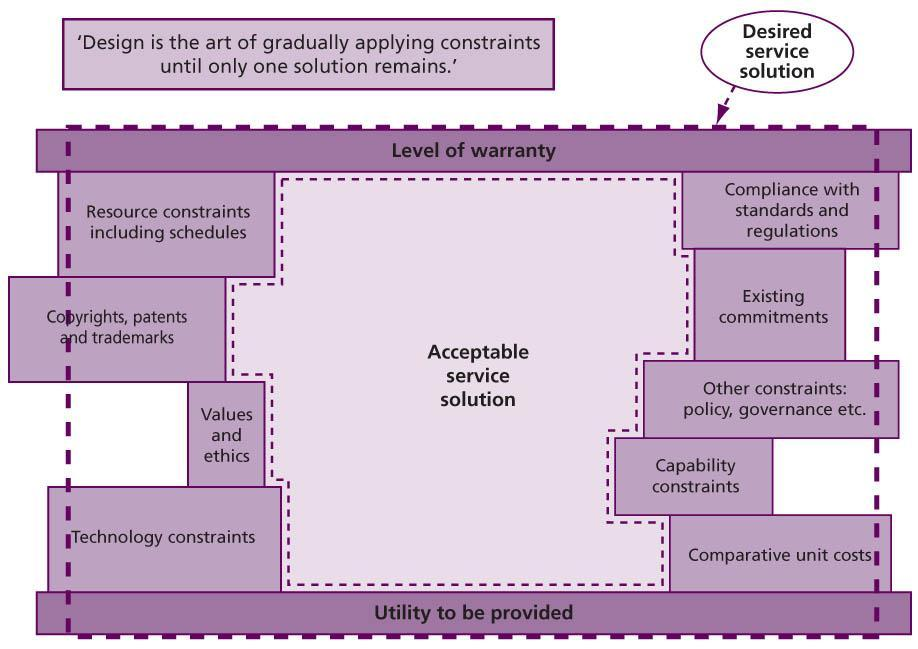 ‘Design is the art of gradually applying constraints
until only one solution remains.’
Desired
service
solution
Level of warranty
Resource constraints
including schedules
Copyrights, patents
and trademarks
Values
and
ethics
Technology constraints
Acceptable
service
solution
Compliance with
standards and
regulations
Existing
commitments
Other constraints:
policy, governance etc.
Capability
constraints
Comparative unit costs
Utility to be provided